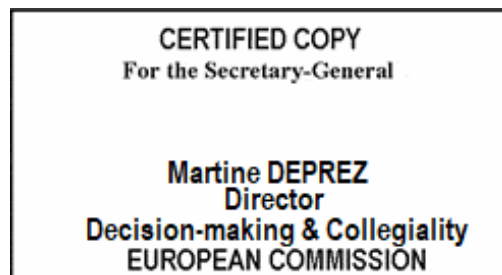 CERTIFIED COPY
For the Secretary-General
Martine DEPREZ
Director
Decision-making & Collegiality
EUROPEAN COMMISSION